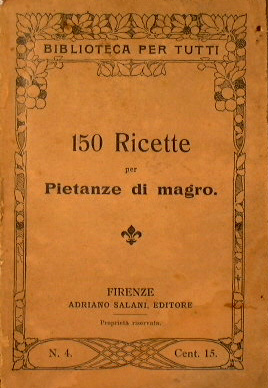 BIBLIOTECA PER TUTTI
150 Ricette
per
Pietanze di magro.
FIRENZE
ADRIANO SALANI, EDITORE
Proprietà riservata.
N. 4. Cent. 15.